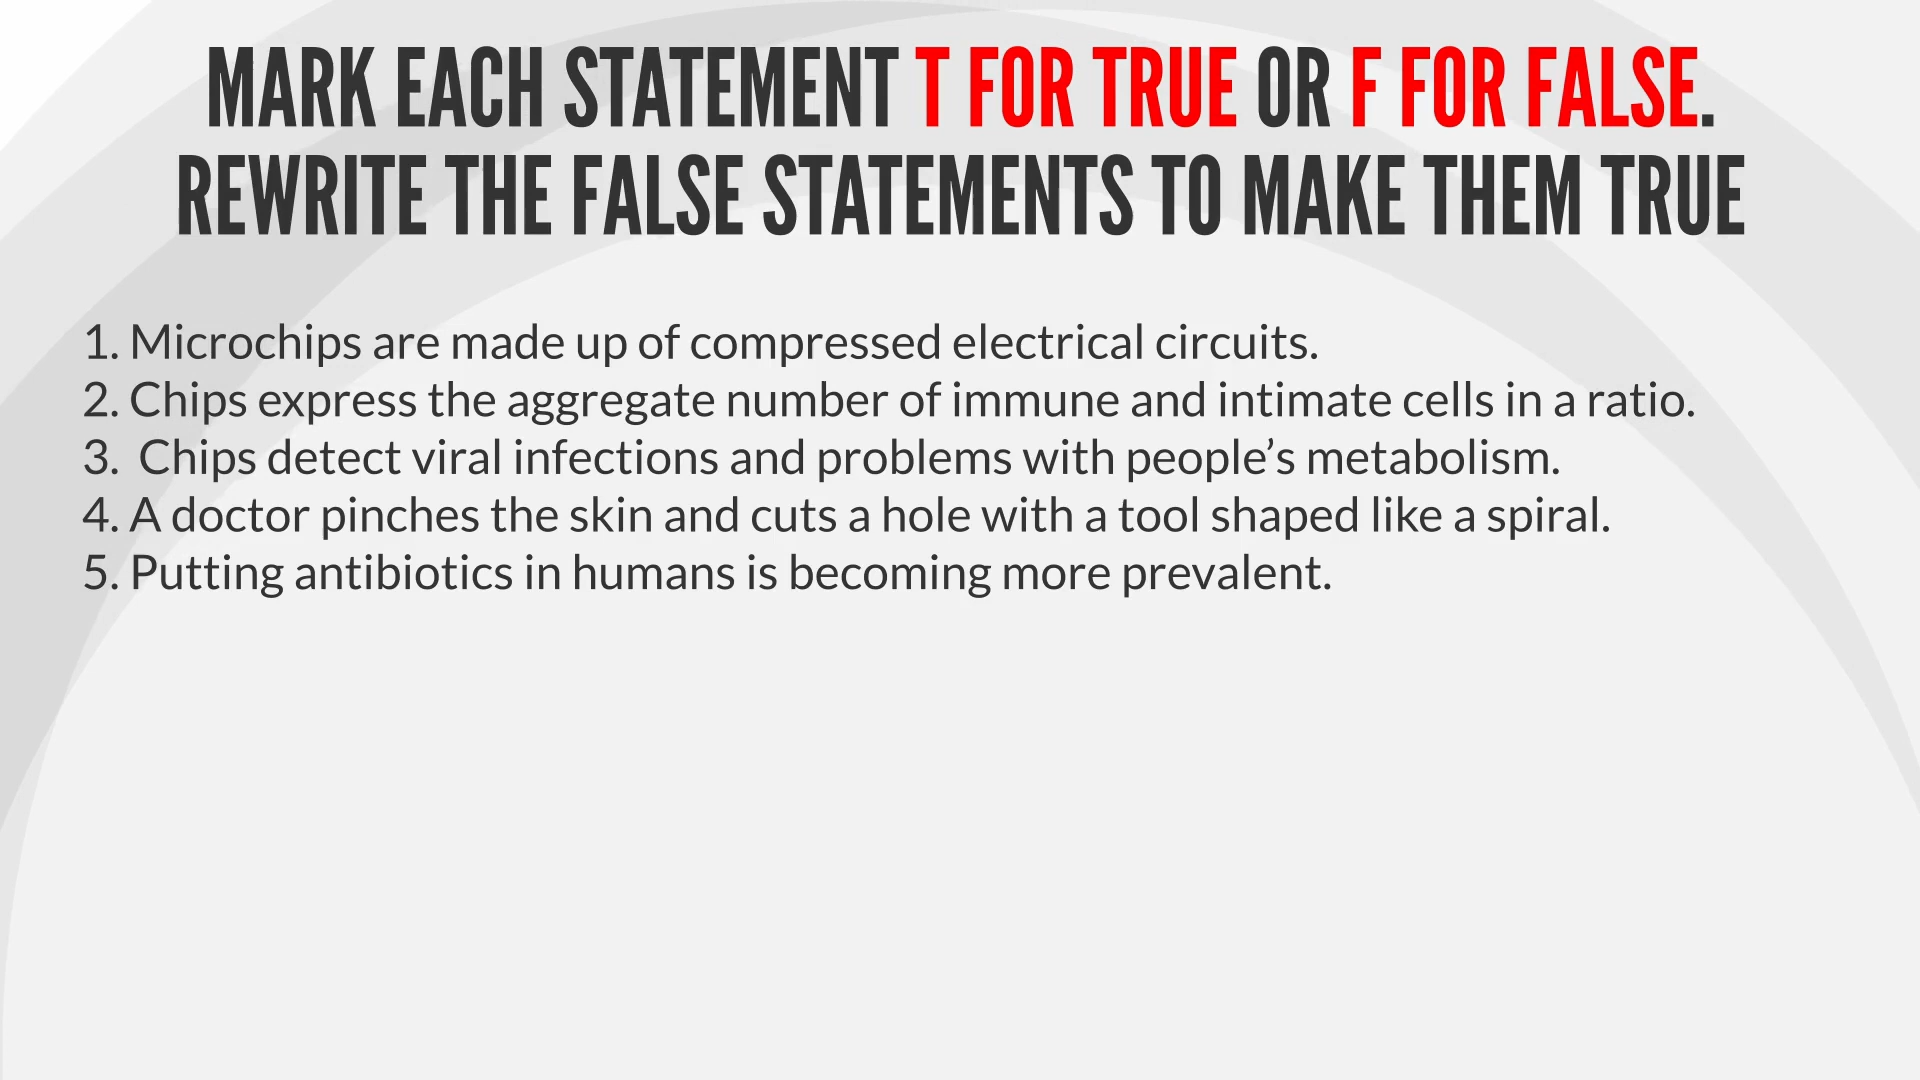 MARK EACH STATEMENT T FOR TRUE OR F FOR FALSE.
REWRITE THE FALSE STATEMENTS TO MAKE THEM TRUE
1. Microchips are made up of compressed electrical circuits.
2. Chips express the aggregate number of immune and intimate cells in a ratio.
3. Chips detect viral infections and problems with people’s metabolism.
4. A doctor pinches the skin and cuts a hole with a tool shaped like a spiral.
5. Putting antibiotics in humans is becoming more prevalent.